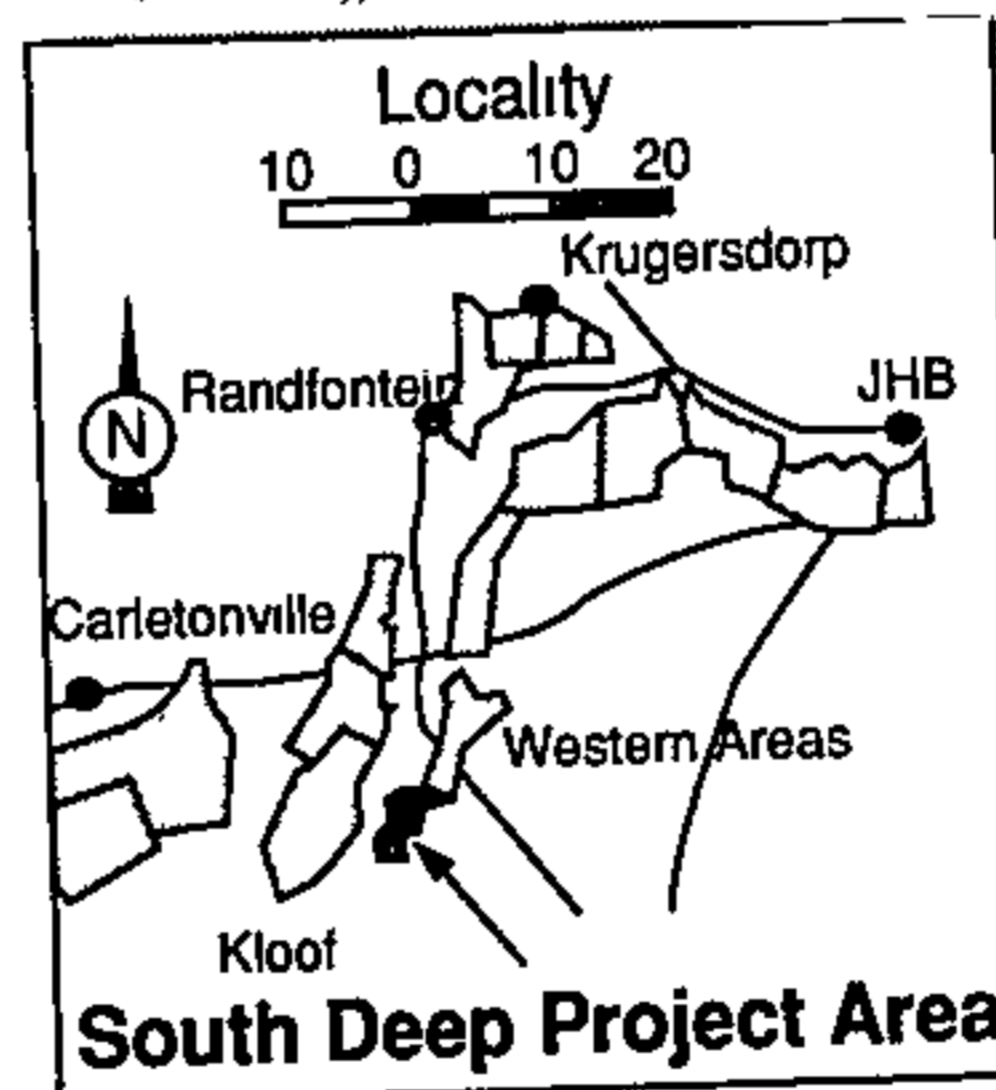 Locality
10 0 10 20
Krugersdorp
JHB
Randfontein
N
Carletonville
Western Areas
Kloof
South Deep Project Area